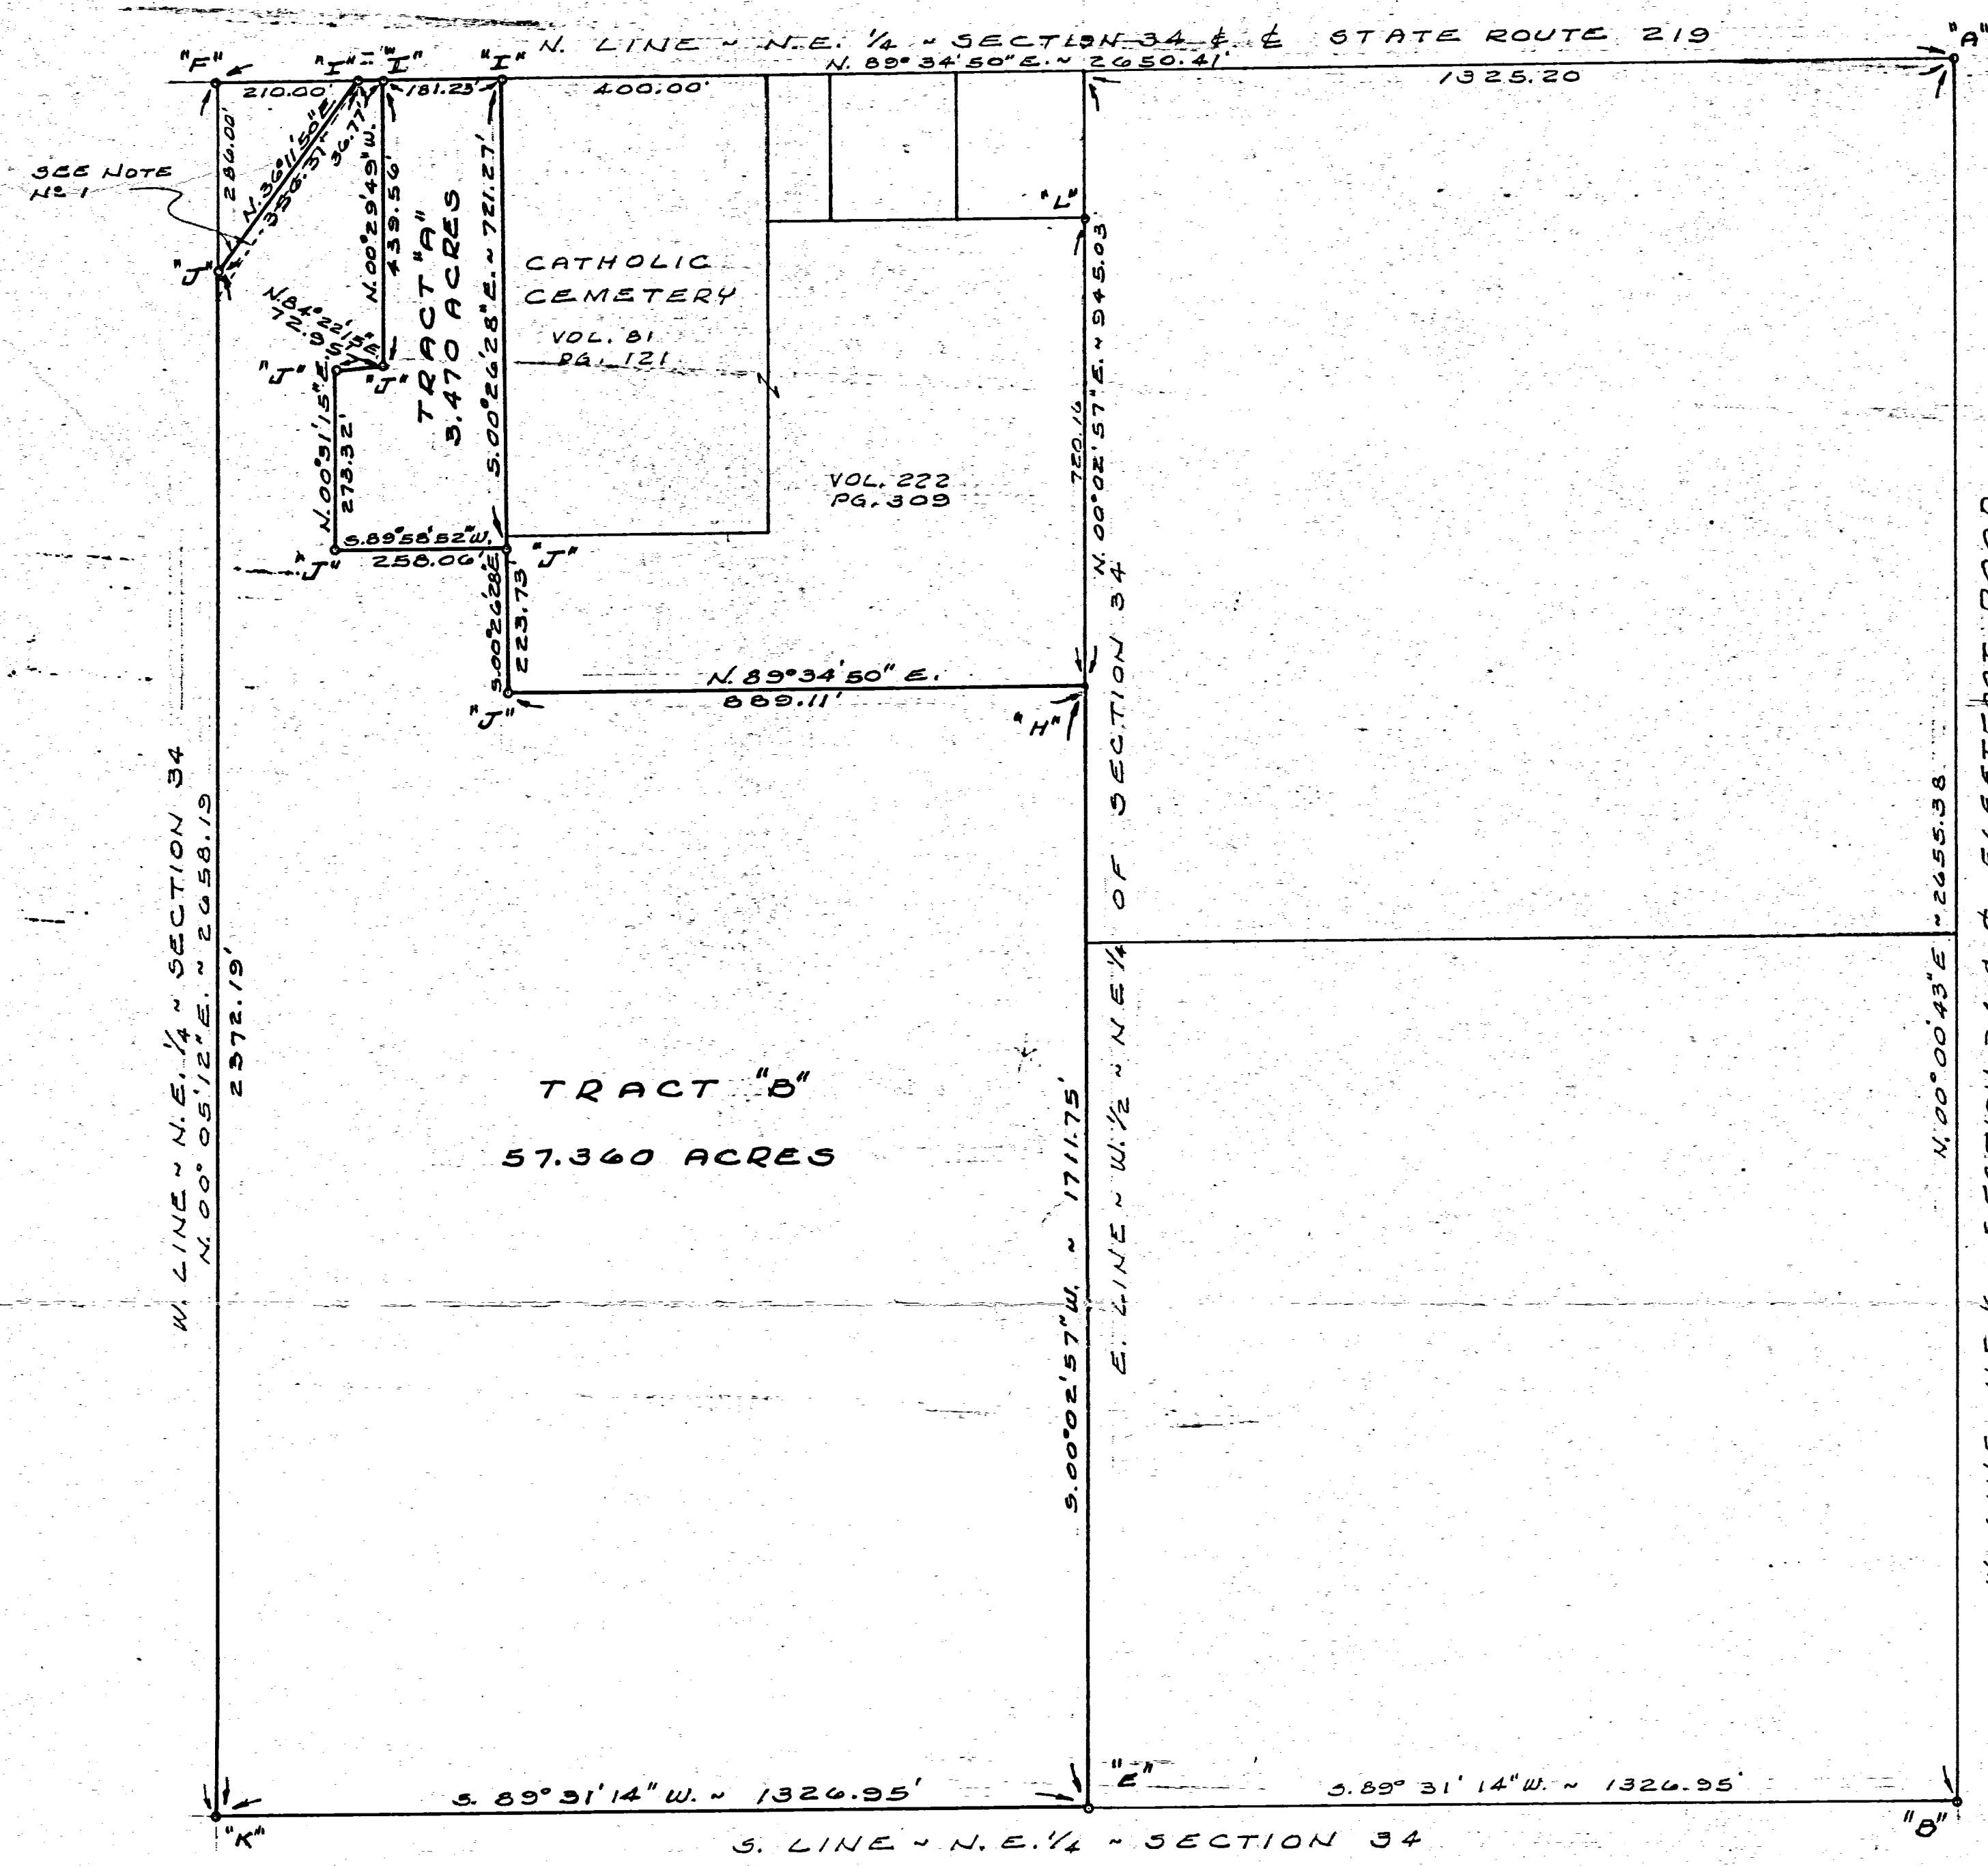 N. LINE ~ N.E. 1/4 ~ SECTION 34 & ℄ STATE ROUTE 219
N. 89° 34' 50" E. ~ 2650.41'
"A"
"F"
"I"
"I"
"I"
210.00
181.23'
400.00'
1325.20
286.00'
N. 36° 11' 50" E.
356.37'
36.77'
SEE NOTE
Nº 1
N. 00° 29' 49" W.
439.56'
TRACT "A"
3.470 ACRES
S. 00° 26' 28" E. ~ 721.27'
CATHOLIC
CEMETERY
VOL. 81
PG. 121
"L"
"J"
N. 84° 22' 15" E.
72.95'
"J"
"J"
N. 00° 31' 15" E.
273.32'
S. 89° 58' 52" W.
258.06'
"J"
"J"
VOL. 222
PG. 309
720.16
N. 00° 02' 57" E. ~ 945.03
S. 00° 26' 28" E.
223.73'
N. 89° 34' 50" E.
889.11'
"J"
"H"
W. LINE ~ N.E. 1/4 ~ SECTION 34
N. 00° 05' 12" E. ~ 2658.19
2372.19'
TRACT "B"
57.360 ACRES
S. 00° 02' 57" W. ~ 1711.75'
E. LINE ~ W. 1/2 ~ N E 1/4 OF SECTION 34
N. 00° 00' 43" E ~ 2655.38
S. 89° 31' 14" W. ~ 1326.95'
"E"
S. 89° 31' 14" W. ~ 1326.95'
"K"
"B"
S. LINE ~ N. E. 1/4 ~ SECTION 34